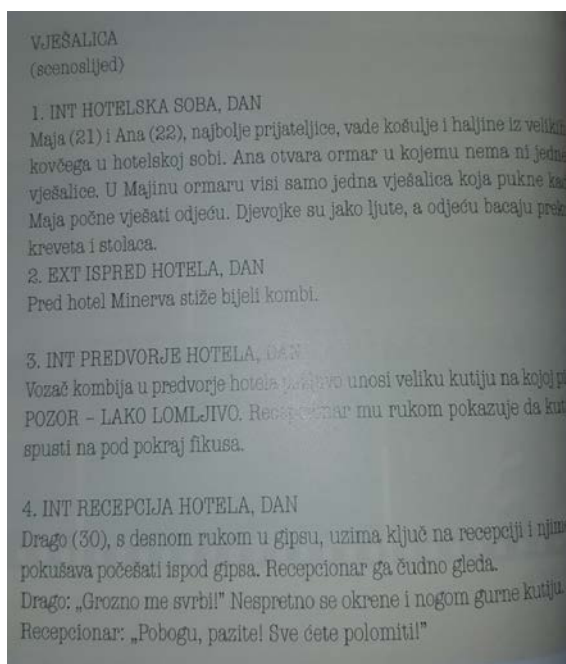 VJEŠALICA
(scenoslijed)
1. INT HOTELSKA SOBA, DAN
Maja (21) i Ana (22), najbolje prijateljice, vade košulje i haljine iz velikih
kovčega u hotelskoj sobi. Ana otvara ormar u kojemu nema ni jedne
vješalice. U Majinu ormaru visi samo jedna vješalica koja pukne
Maja počne vješati odjeću. Djevojke su jako ljute, a odjeću bacaju
kreveta i stolaca.
2. EXT ISPRED HOTELA, DAN
Pred hotel Minerva stiže bijeli kombi.
3. INT PREDVORJE HOTELA, DAN
Vozač kombija u predvorje hotela unosi veliku kutiju na kojoj
POZOR – LAKO LOMLJIVO. Recepcionar mu rukom pokazuje da
spusti na pod pokraj fikusa.
4. INT RECEPCIJA HOTELA, DAN
Drago (30), s desnom rukom u gipsu, uzima ključ na recepciji i
pokušava počešati ispod gipsa. Recepcionar ga čudno gleda.
Drago: „Grozno me svrbi!” Nespretno se okrene i nogom gurne kutiju.
Recepcionar: „Pobogu, pazite! Sve ćete polomiti!”